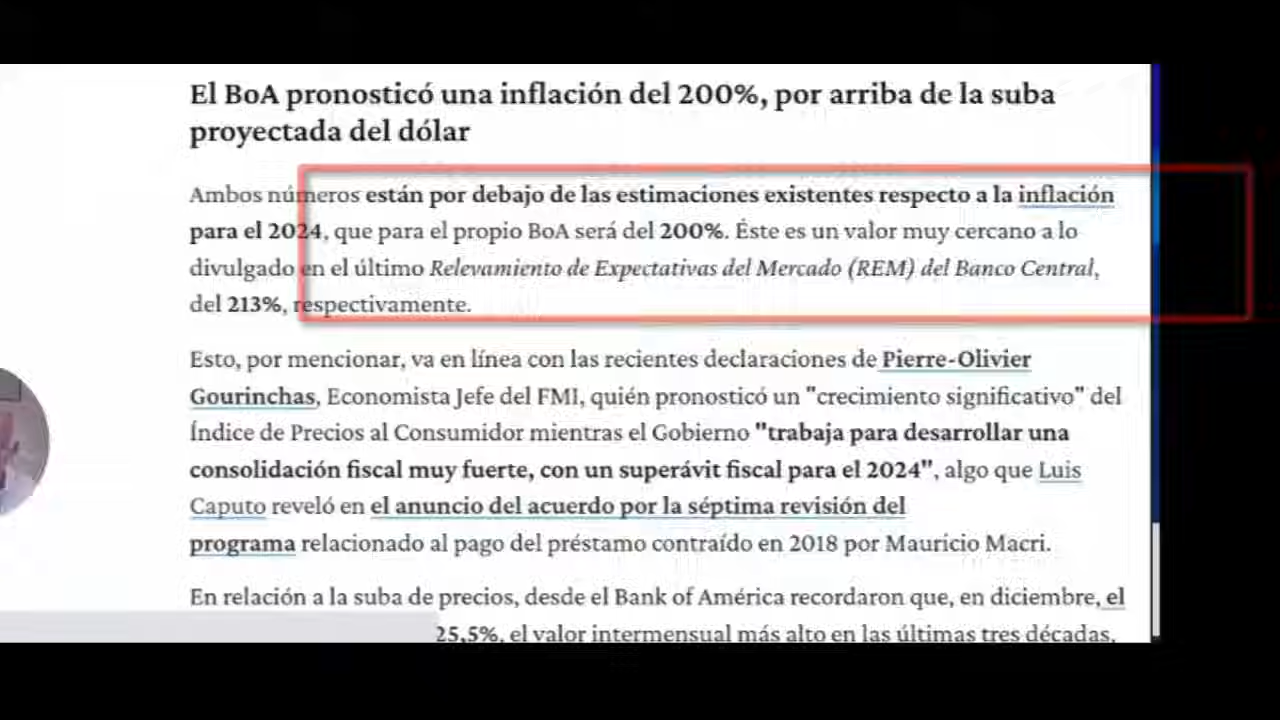 El BoA pronosticó una inflación del 200%, por arriba de la suba
proyectada del dólar
Ambos números están por debajo de las estimaciones existentes respecto a la inflación
para el 2024, que para el propio BoA será del 200%. Éste es un valor muy cercano a lo
divulgado en el último Relevamiento de Expectativas del Mercado (REM) del Banco Central,
del 213%, respectivamente.
Esto, por mencionar, va en línea con las recientes declaraciones de Pierre-Olivier
Gourinchas, Economista Jefe del FMI, quién pronosticó un "crecimiento significativo" del
Índice de Precios al Consumidor mientras el Gobierno "trabaja para desarrollar una
consolidación fiscal muy fuerte, con un superávit fiscal para el 2024", algo que Luis
Caputo reveló en el anuncio del acuerdo por la séptima revisión del
programa relacionado al pago del préstamo contraído en 2018 por Mauricio Macri.
En relación a la suba de precios, desde el Bank of América recordaron que, en diciembre, el
25,5%, el valor intermensual más alto en las últimas tres décadas,